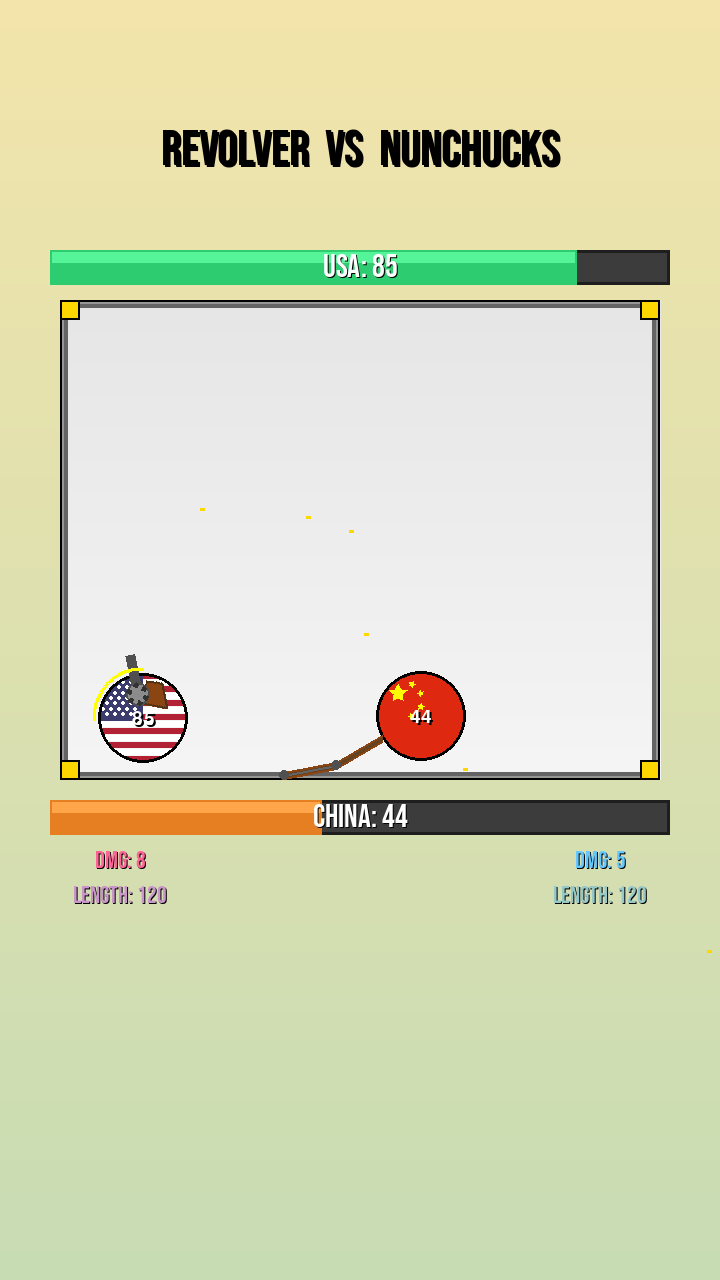 REVOLVER VS NUNCHUCKS
USA: 85
85
44
CHINA: 44
DMG: 8
DMG: 5
LENGTH: 120
LENGTH: 120